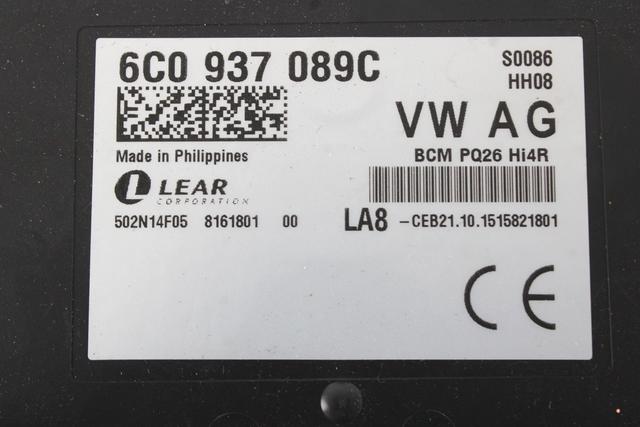 6C0 937 089C
S0086
HH08
VW AG
Made in Philippines
BCM PQ26 Hi4R
LEAR
CORPORATION
502N14F05 8161801 00
LA8 -CEB21.10.1515821801
CE